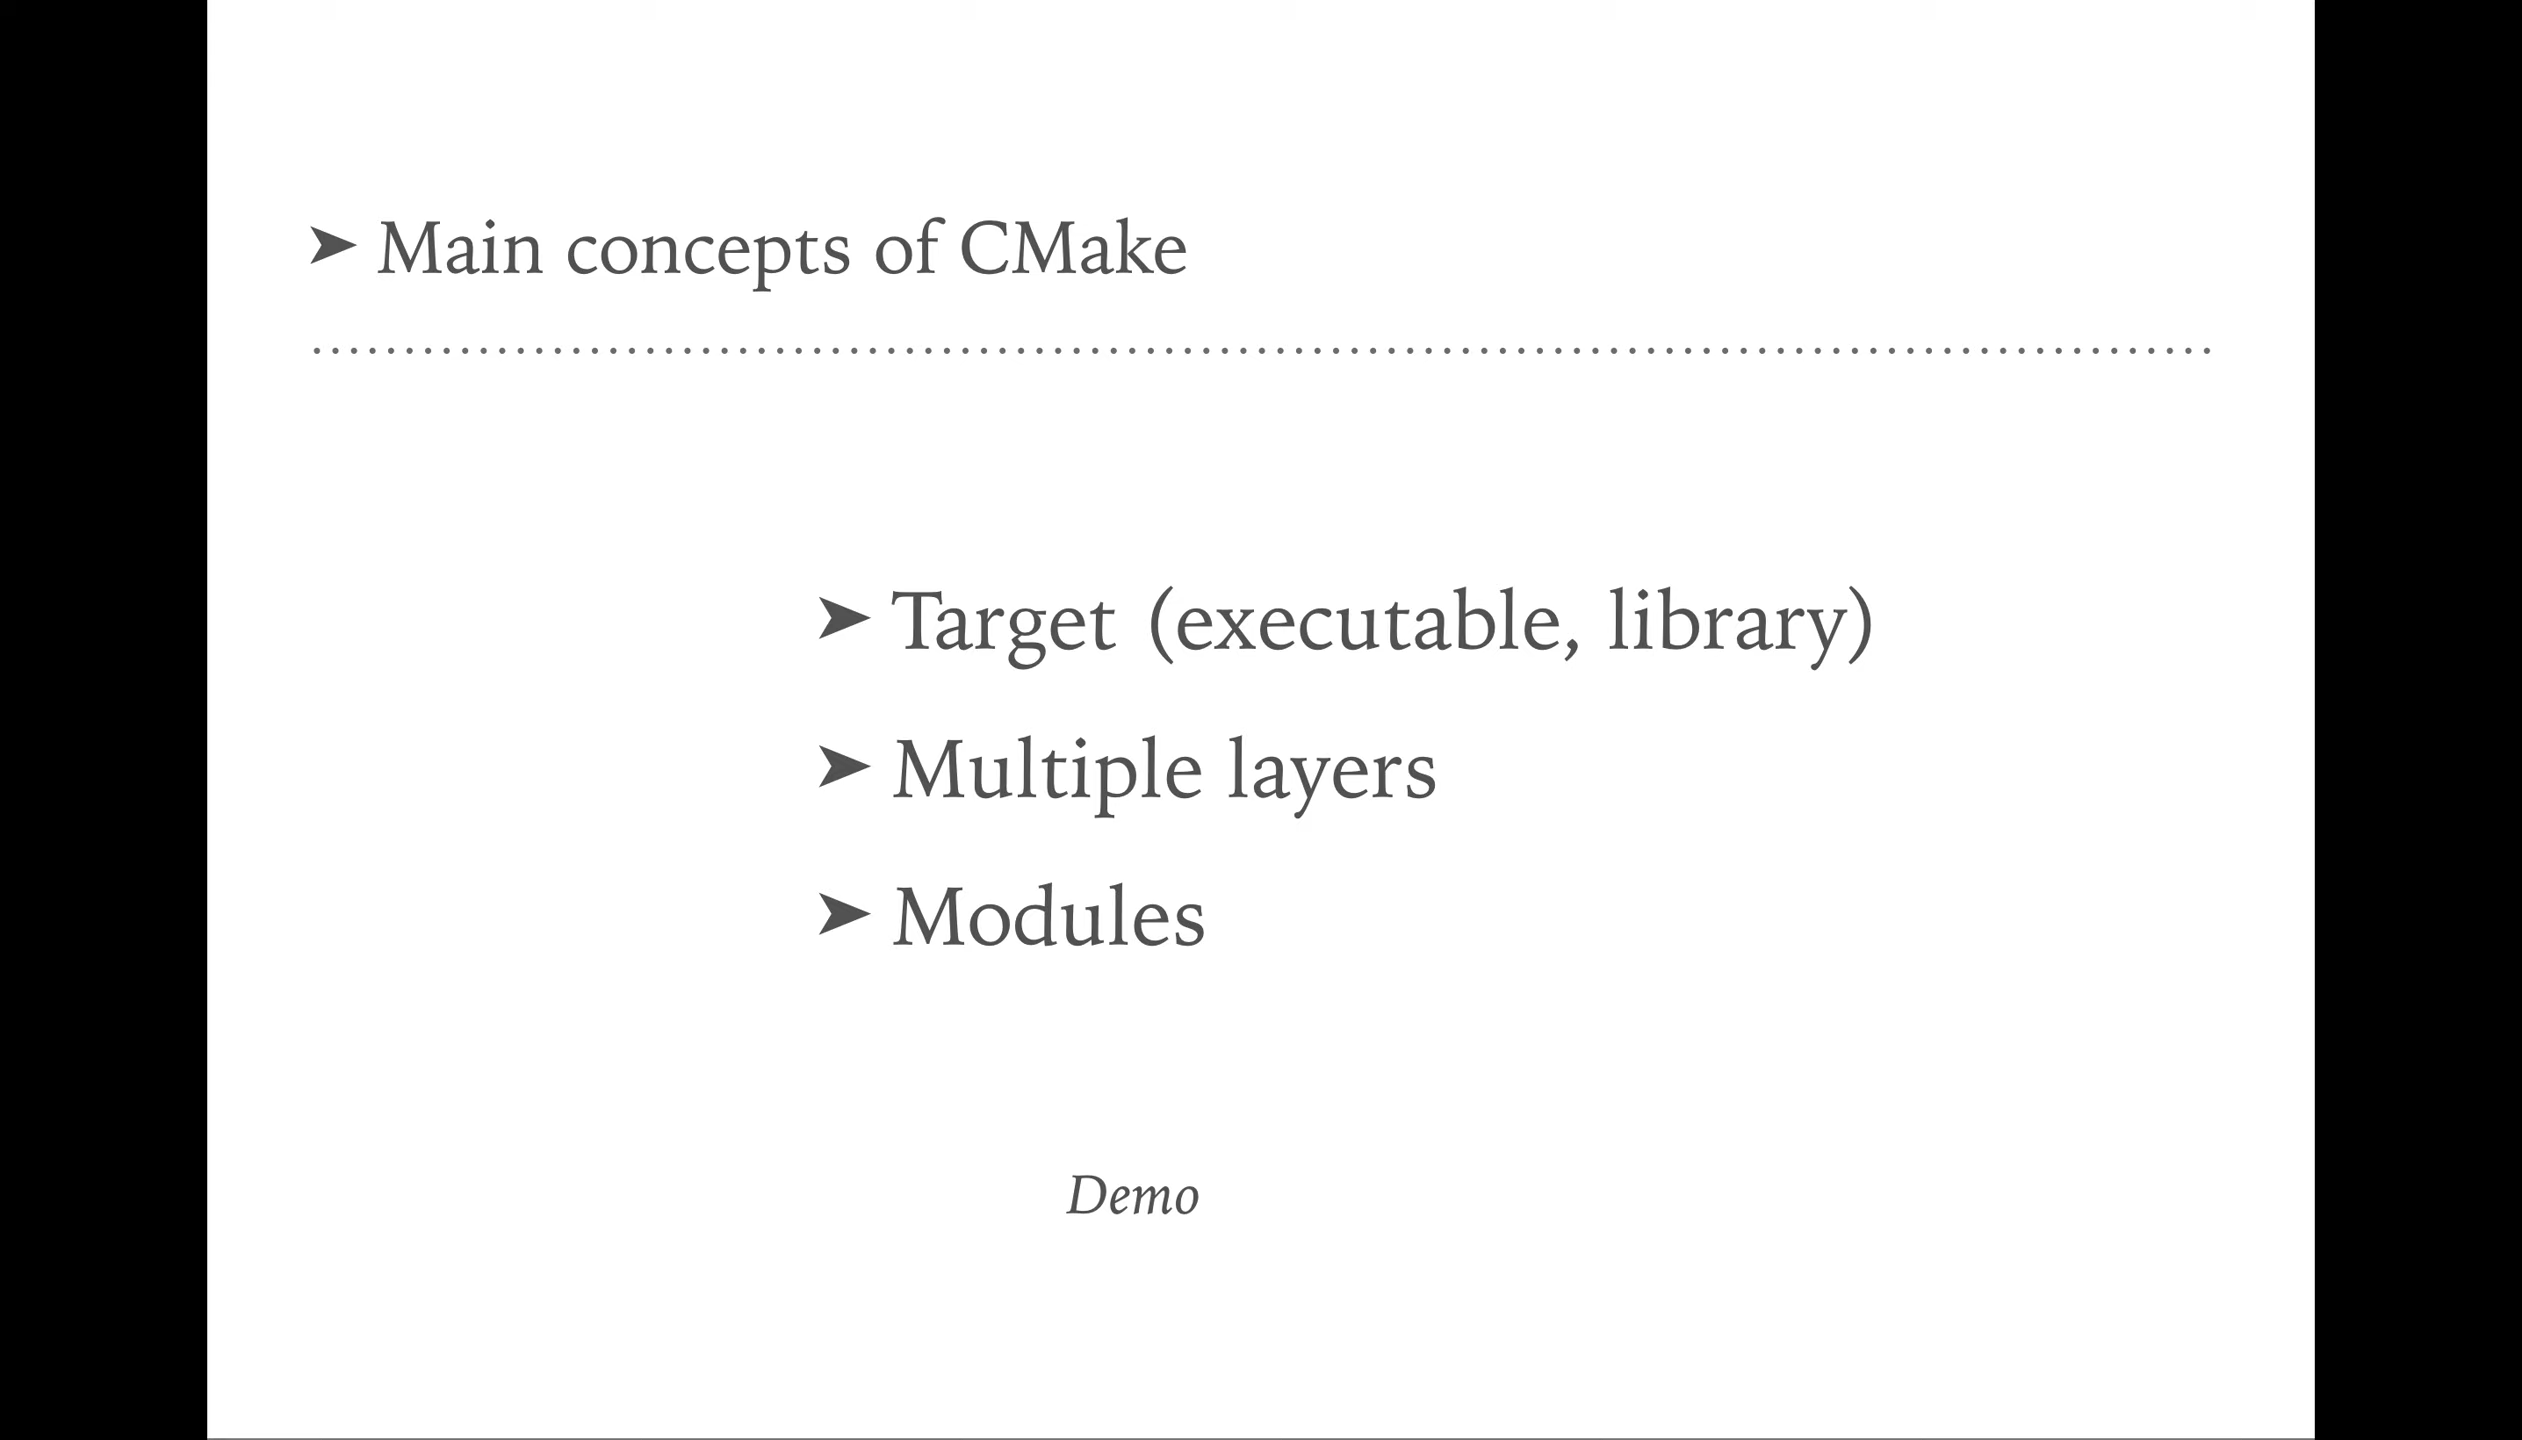 ➤ Main concepts of CMake
➤ Target (executable, library)
➤ Multiple layers
➤ Modules
Demo